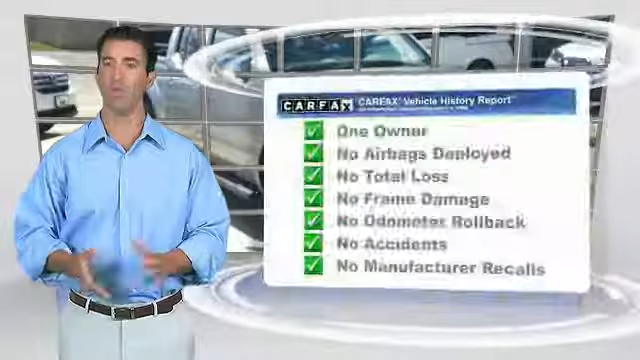 CARFAX CARFAX Vehicle History Report
One Owner
No Airbags Deployed
No Total Loss
No Frame Damage
No Odometer Rollback
No Accidents
No Manufacturer Recalls